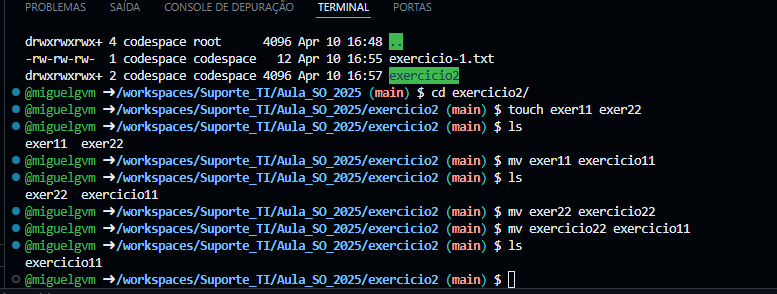 PROBLEMAS SAÍDA CONSOLE DE DEPURAÇÃO TERMINAL PORTAS
drwxrwxrwx+ 4 codespace root 4096 Apr 10 16:48 ..
-rw-rw-rw- 1 codespace codespace 12 Apr 10 16:55 exercicio-1.txt
drwxrwxrwx+ 2 codespace codespace 4096 Apr 10 16:57 exercicio2
@miguelgvm ➜/workspaces/Suporte_TI/Aula_SO_2025 (main) $ cd exercicio2/
@miguelgvm ➜/workspaces/Suporte_TI/Aula_SO_2025/exercicio2 (main) $ touch exer11 exer22
@miguelgvm ➜/workspaces/Suporte_TI/Aula_SO_2025/exercicio2 (main) $ ls
exer11 exer22
@miguelgvm ➜/workspaces/Suporte_TI/Aula_SO_2025/exercicio2 (main) $ mv exer11 exercicio11
@miguelgvm ➜/workspaces/Suporte_TI/Aula_SO_2025/exercicio2 (main) $ ls
exer22 exercicio11
@miguelgvm ➜/workspaces/Suporte_TI/Aula_SO_2025/exercicio2 (main) $ mv exer22 exercicio22
@miguelgvm ➜/workspaces/Suporte_TI/Aula_SO_2025/exercicio2 (main) $ mv exercicio22 exercicio11
@miguelgvm ➜/workspaces/Suporte_TI/Aula_SO_2025/exercicio2 (main) $ ls
exercicio11
@miguelgvm ➜/workspaces/Suporte_TI/Aula_SO_2025/exercicio2 (main) $